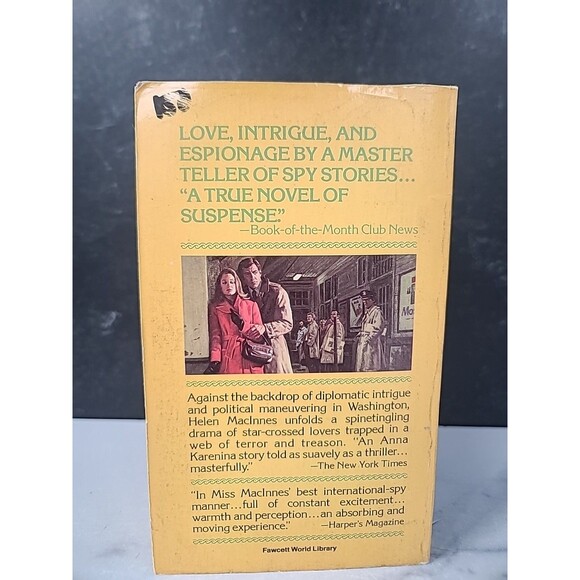 LOVE, INTRIGUE, AND
ESPIONAGE BY A MASTER
TELLER OF SPY STORIES...
“A TRUE NOVEL OF
SUSPENSE.”
—Book-of-the-Month Club News
Against the backdrop of diplomatic intrigue
and political maneuvering in Washington,
Helen MacInnes unfolds a spinetingling
drama of star-crossed lovers trapped in a
web of terror and treason. “An Anna
Karenina story told as suavely as a thriller...
masterfully.” —The New York Times
“In Miss MacInnes’ best international-spy
manner...full of constant excitement...
warmth and perception...an absorbing and
moving experience.” —Harper's Magazine
Fawcett World Library